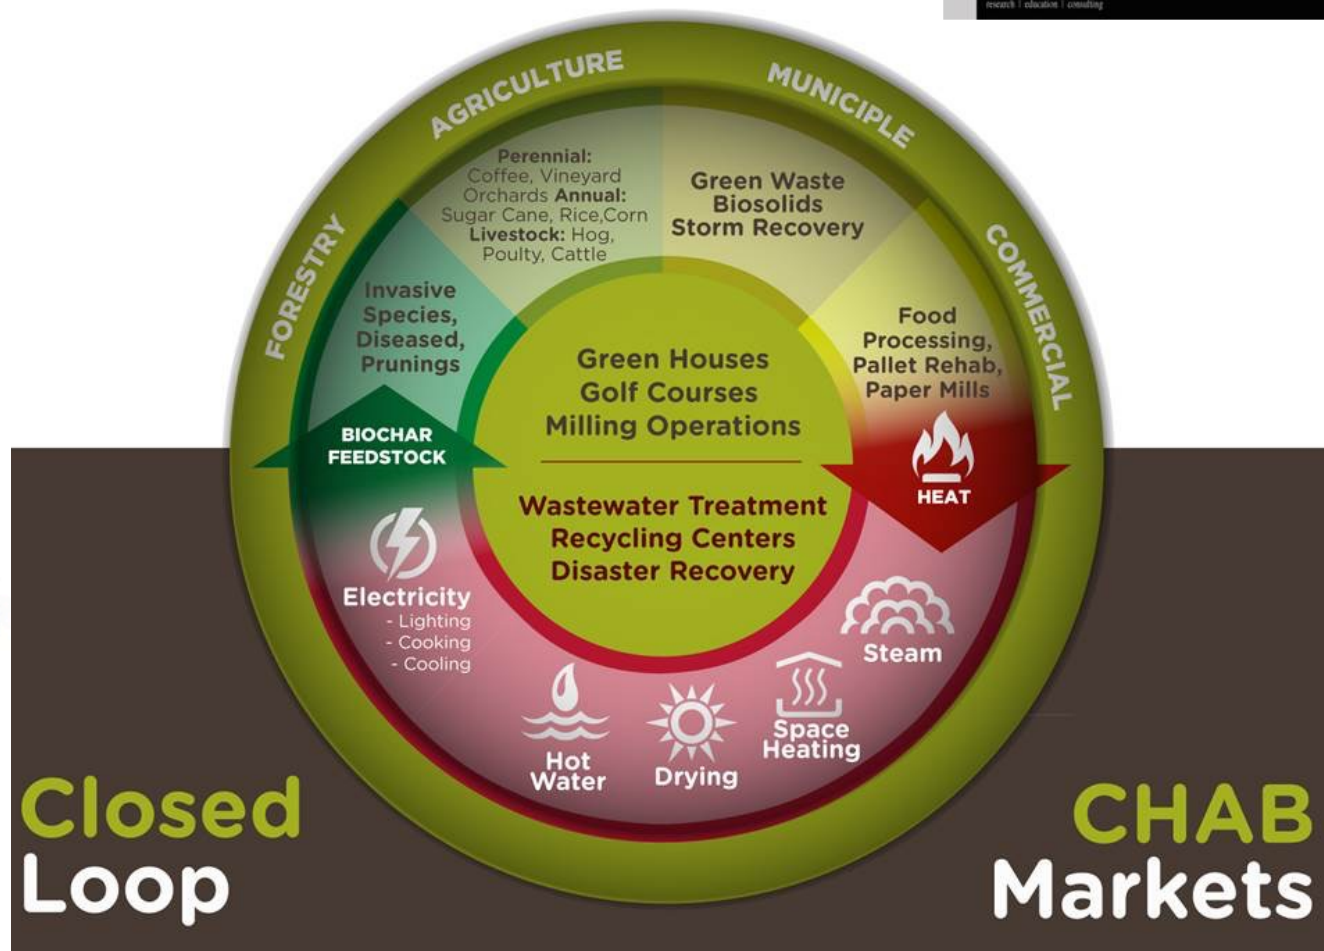 research | education | consulting
AGRICULTURE
MUNICIPLE
FORESTRY
COMMERCIAL
Perennial:
Coffee, Vineyard
Orchards Annual:
Sugar Cane, Rice,Corn
Livestock: Hog,
Poulty, Cattle
Green Waste
Biosolids
Storm Recovery
Invasive
Species,
Diseased,
Prunings
Food
Processing,
Pallet Rehab,
Paper Mills
Green Houses
Golf Courses
Milling Operations
BIOCHAR
FEEDSTOCK
HEAT
Wastewater Treatment
Recycling Centers
Disaster Recovery
Electricity
- Lighting
- Cooking
- Cooling
Hot
Water
Drying
Space
Heating
Steam
Closed
Loop
CHAB
Markets